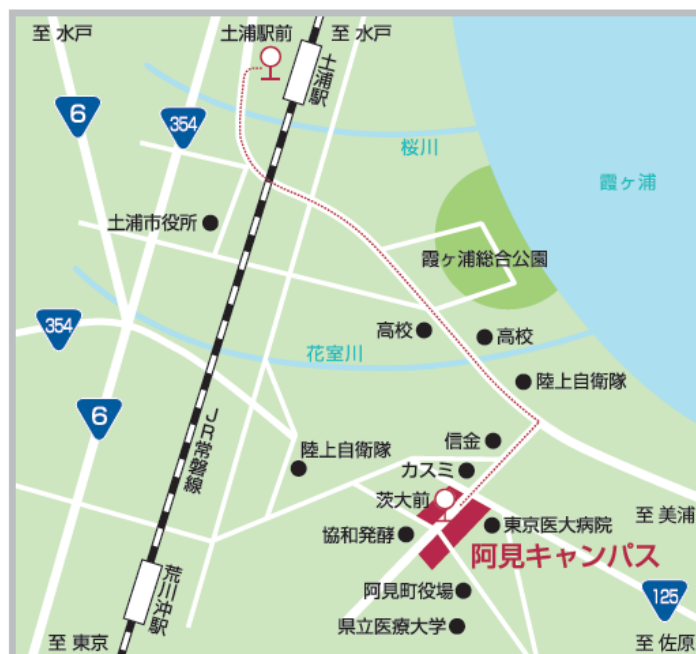 至 水戸
土浦駅前
至 水戸
土浦駅
6
354
桜川
霞ヶ浦
土浦市役所
霞ヶ浦総合公園
354
高校
高校
花室川
陸上自衛隊
6
JR常磐線
信金
陸上自衛隊
カスミ
茨大前
至 美浦
協和発酵
東京医大病院
阿見キャンパス
荒川沖駅
阿見町役場
125
県立医療大学
至 東京
至 佐原